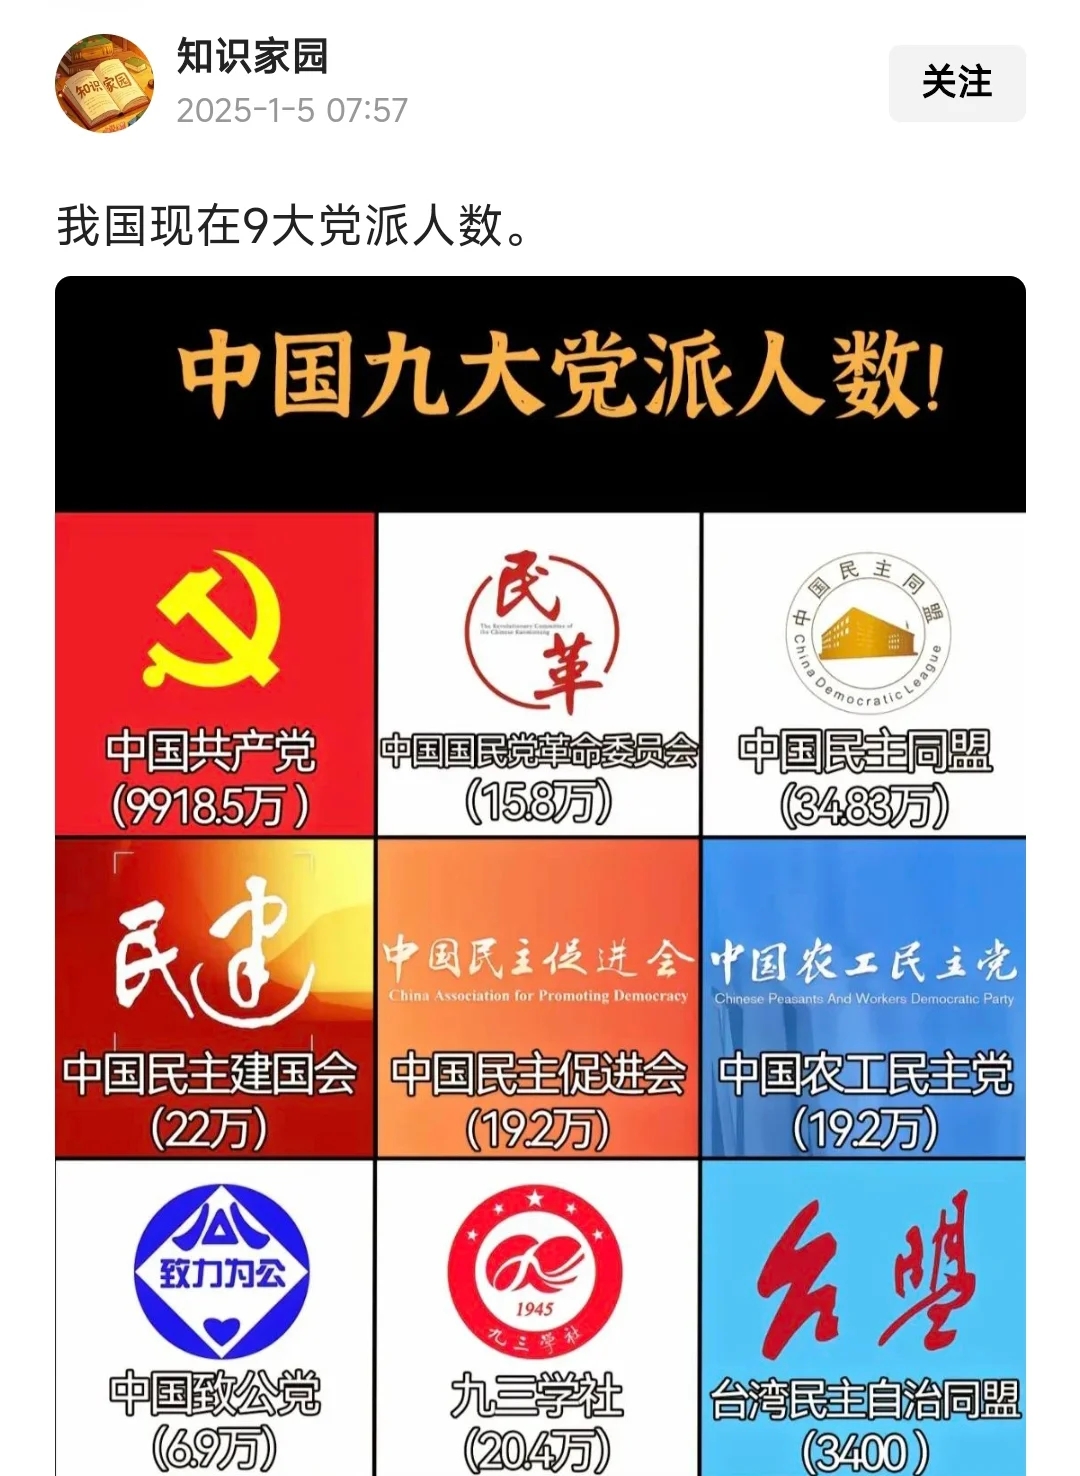 知识家园
知识家园
2025-1-5 07:57
关注
我国现在9大党派人数。
中国九大党派人数!
民
The Revolutionary Committee of
the Chinese Kuomintang
革
中国共产党
(9918.5万)
中国国民党革命委员会
(15.8万)
中国民主同盟
China Democratic League
中国民主同盟
(34.83万)
民建
中国民主建国会
(22万)
中国民主促进会
China Association for Promoting Democracy
中国民主促进会
(19.2万)
中国农工民主党
Chinese Peasants And Workers Democratic Party
中国农工民主党
(19.2万)
致力为公
中国致公党
(6.9万)
1945
九三学社
九三学社
(20.4万)
台盟
台湾民主自治同盟
(3400)